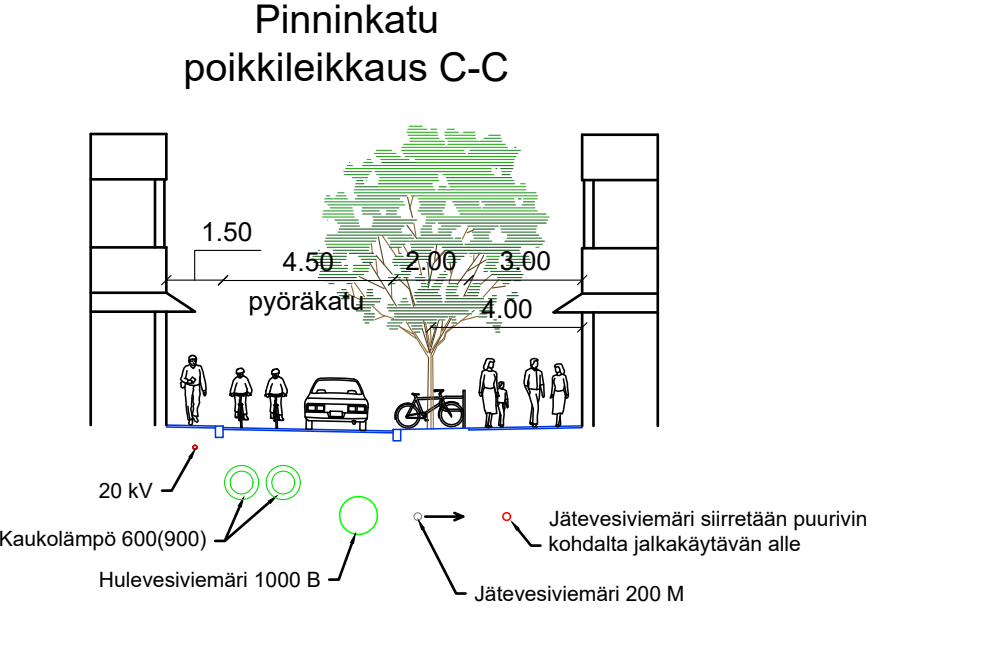 Pinninkatu
poikkileikkaus C-C
1.50
4.50
2.00
3.00
pyöräkatu
4.00
20 kV
Kaukolämpö 600(900)
Hulevesiviemäri 1000 B
Jätevesiviemäri siirretään puurivin
kohdalta jalkakäytävän alle
Jätevesiviemäri 200 M